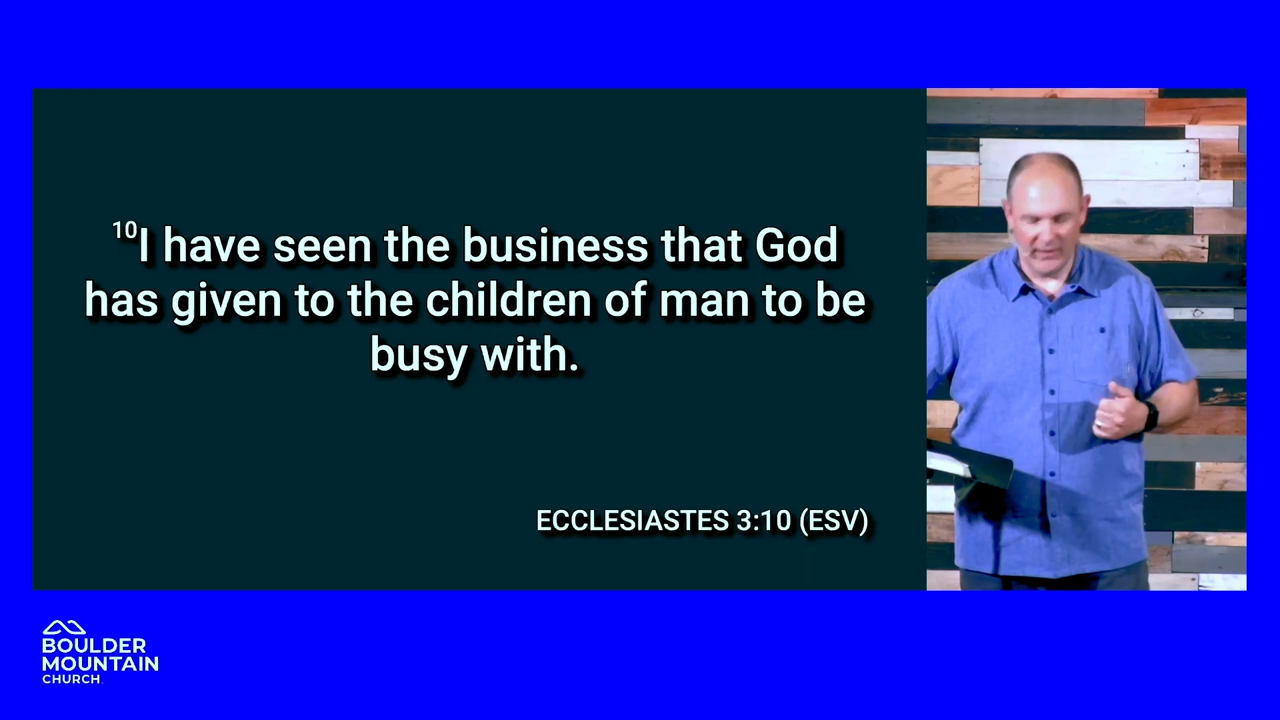 ¹⁰I have seen the business that God
has given to the children of man to be
busy with.
ECCLESIASTES 3:10 (ESV)
BOULDER
MOUNTAIN
CHURCH